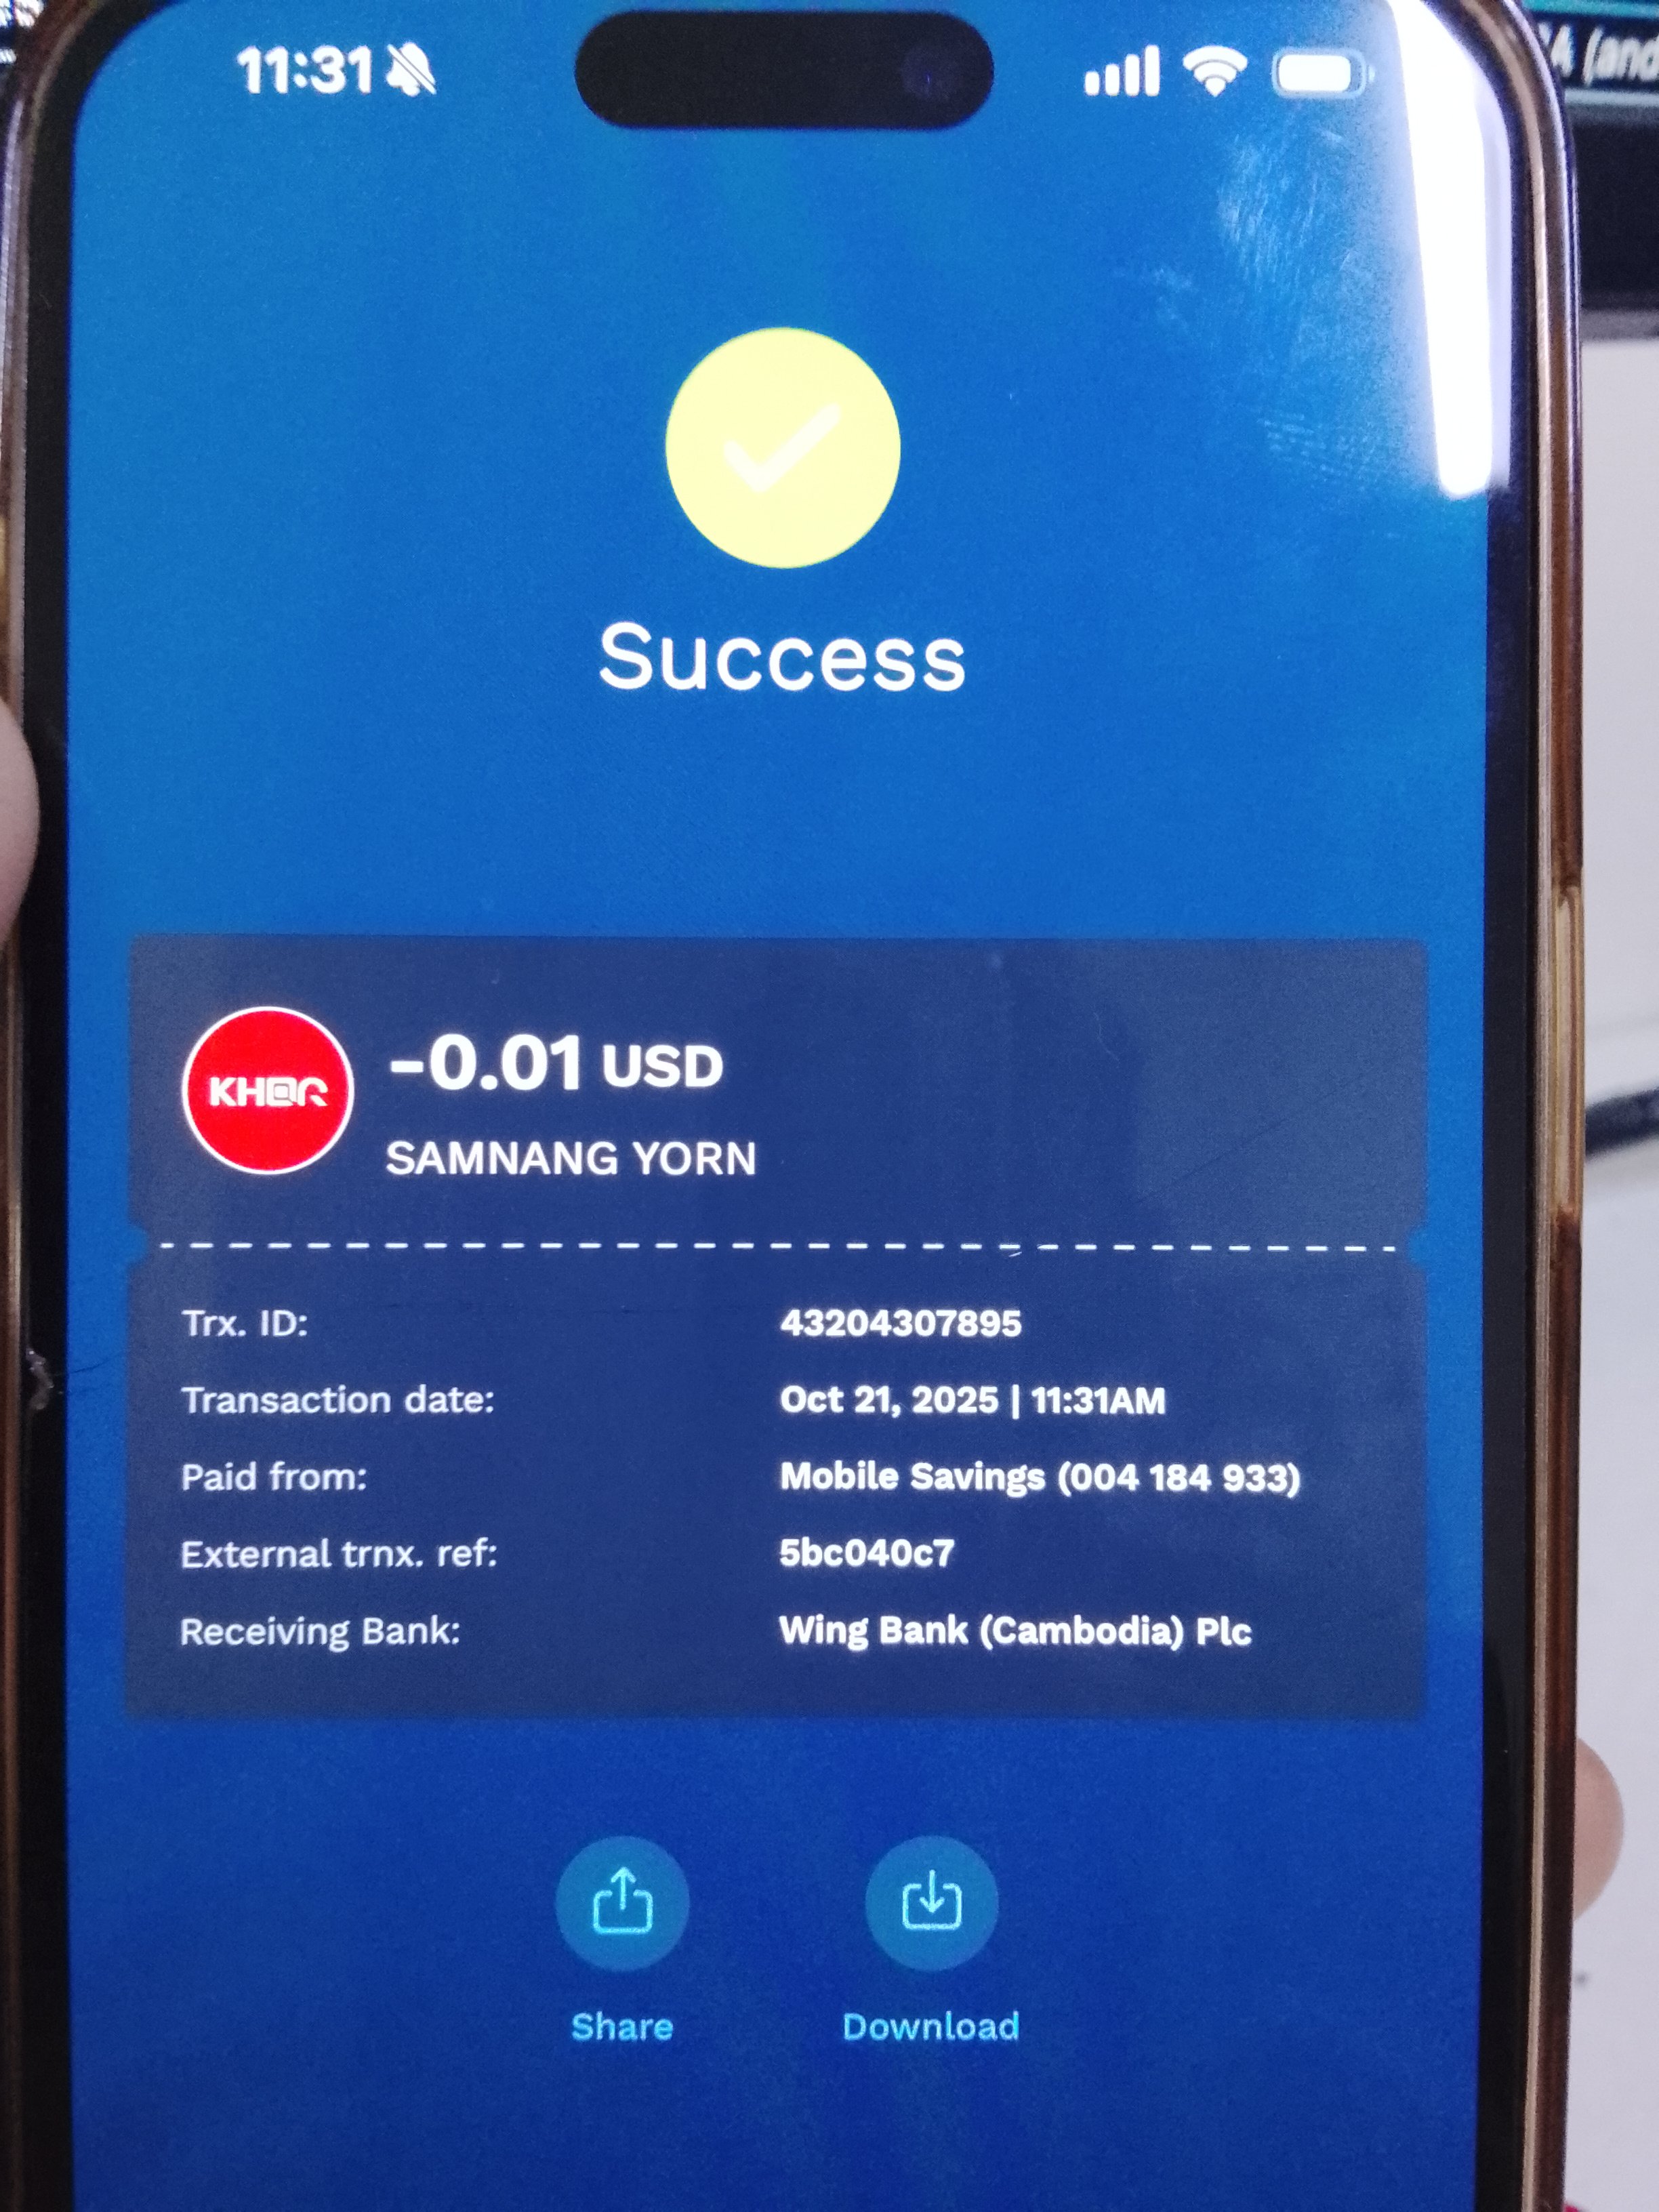 11:31
Success
KHQR
-0.01 USD
SAMNANG YORN
Trx. ID: 43204307895
Transaction date: Oct 21, 2025 | 11:31AM
Paid from: Mobile Savings (004 184 933)
External trnx. ref: 5bc040c7
Receiving Bank: Wing Bank (Cambodia) Plc
Share Download